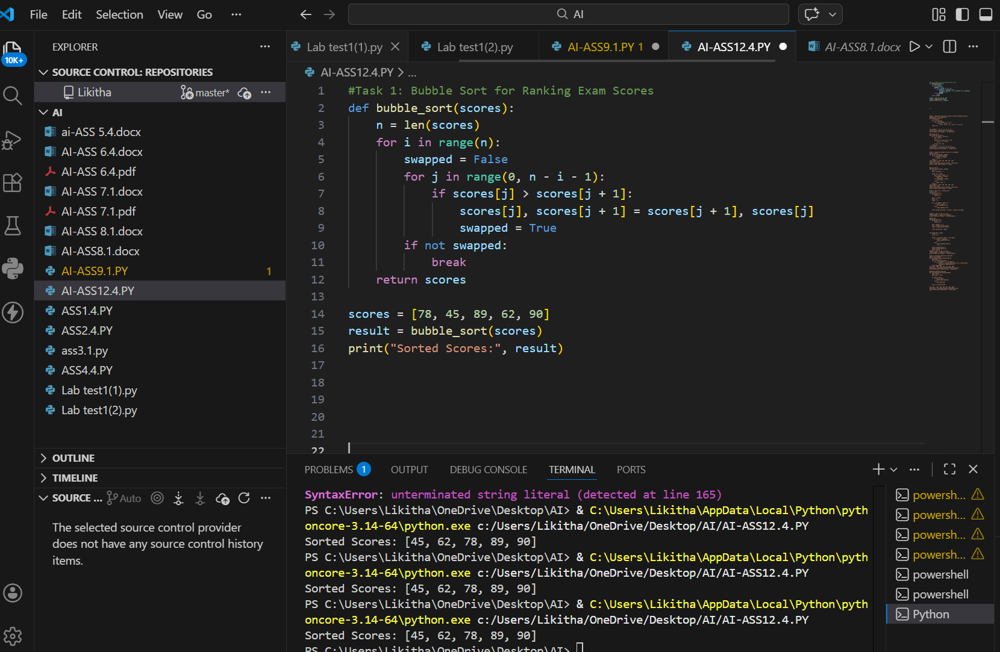 File Edit Selection View Go ···
AI
EXPLORER ···
SOURCE CONTROL: REPOSITORIES
Likitha master* ···
AI
ai-ASS 5.4.docx
AI-ASS 6.4.docx
AI-ASS 6.4.pdf
AI-ASS 7.1.docx
AI-ASS 7.1.pdf
AI-ASS 8.1.docx
AI-ASS8.1.docx
AI-ASS9.1.PY 1
AI-ASS12.4.PY
ASS1.4.PY
ASS2.4.PY
ass3.1.py
ASS4.4.PY
Lab test1(1).py
Lab test1(2).py
OUTLINE
TIMELINE
SOURCE ... Auto ···
The selected source control provider
does not have any source control history
items.
10K+
Lab test1(1).py Lab test1(2).py AI-ASS9.1.PY 1 AI-ASS12.4.PY AI-ASS8.1.docx ···
AI-ASS12.4.PY > ...
1 #Task 1: Bubble Sort for Ranking Exam Scores
2 def bubble_sort(scores):
3 n = len(scores)
4 for i in range(n):
5 swapped = False
6 for j in range(0, n - i - 1):
7 if scores[j] > scores[j + 1]:
8 scores[j], scores[j + 1] = scores[j + 1], scores[j]
9 swapped = True
10 if not swapped:
11 break
12 return scores
13
14 scores = [78, 45, 89, 62, 90]
15 result = bubble_sort(scores)
16 print("Sorted Scores:", result)
17
18
19
20
21
22
PROBLEMS 1 OUTPUT DEBUG CONSOLE TERMINAL PORTS ···
SyntaxError: unterminated string literal (detected at line 165)
PS C:\Users\Likitha\OneDrive\Desktop\AI> & C:\Users\Likitha\AppData\Local\Python\pyth
oncore-3.14-64\python.exe c:/Users/Likitha/OneDrive/Desktop/AI/AI-ASS12.4.PY
Sorted Scores: [45, 62, 78, 89, 90]
PS C:\Users\Likitha\OneDrive\Desktop\AI> & C:\Users\Likitha\AppData\Local\Python\pyth
oncore-3.14-64\python.exe c:/Users/Likitha/OneDrive/Desktop/AI/AI-ASS12.4.PY
Sorted Scores: [45, 62, 78, 89, 90]
PS C:\Users\Likitha\OneDrive\Desktop\AI> & C:\Users\Likitha\AppData\Local\Python\pyth
oncore-3.14-64\python.exe c:/Users/Likitha/OneDrive/Desktop/AI/AI-ASS12.4.PY
Sorted Scores: [45, 62, 78, 89, 90]
PS C:\Users\Likitha\OneDrive\Desktop\AI>
powersh...
powersh...
powersh...
powersh...
powershell
powershell
Python